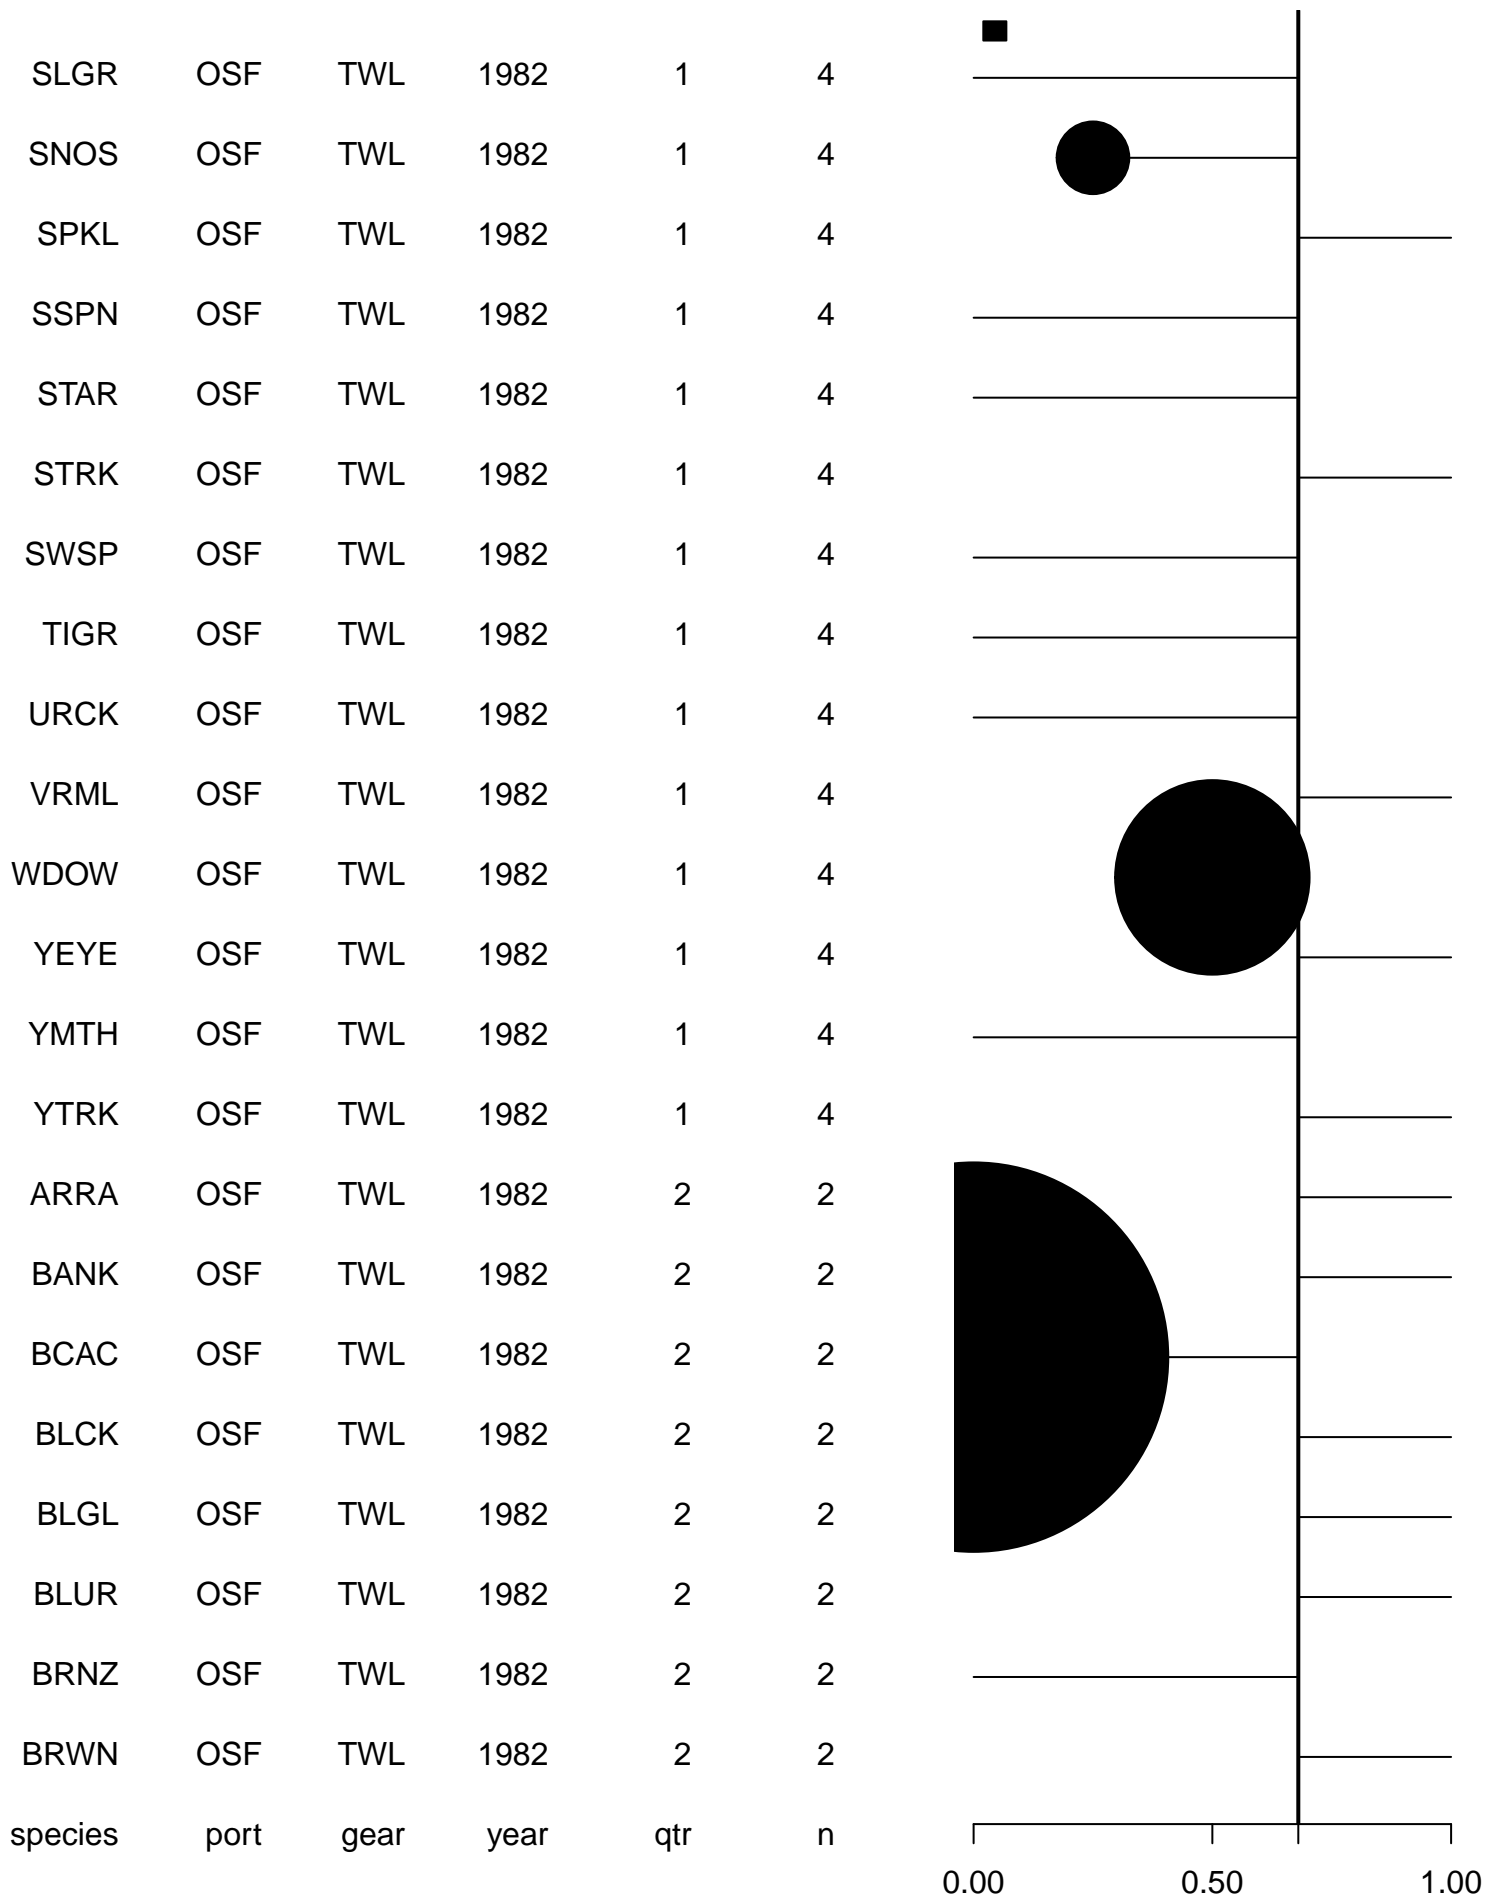 SLGR OSF TWL 1982 1 4
SNOS OSF TWL 1982 1 4
SPKL OSF TWL 1982 1 4
SSPN OSF TWL 1982 1 4
STAR OSF TWL 1982 1 4
STRK OSF TWL 1982 1 4
SWSP OSF TWL 1982 1 4
TIGR OSF TWL 1982 1 4
URCK OSF TWL 1982 1 4
VRML OSF TWL 1982 1 4
WDOW OSF TWL 1982 1 4
YEYE OSF TWL 1982 1 4
YMTH OSF TWL 1982 1 4
YTRK OSF TWL 1982 1 4
ARRA OSF TWL 1982 2 2
BANK OSF TWL 1982 2 2
BCAC OSF TWL 1982 2 2
BLCK OSF TWL 1982 2 2
BLGL OSF TWL 1982 2 2
BLUR OSF TWL 1982 2 2
BRNZ OSF TWL 1982 2 2
BRWN OSF TWL 1982 2 2
species port gear year qtr n
0.00 0.50 1.00